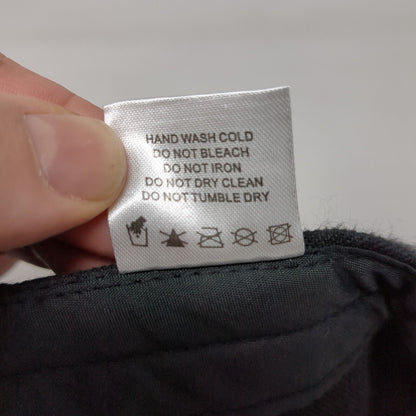 HAND WASH COLD
DO NOT BLEACH
DO NOT IRON
DO NOT DRY CLEAN
DO NOT TUMBLE DRY